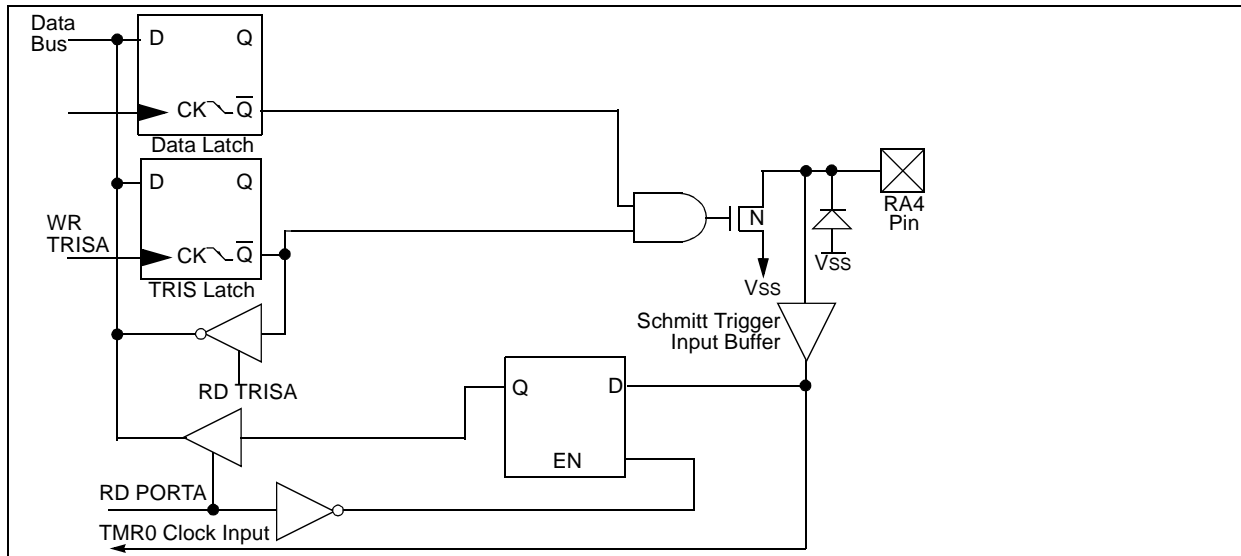 Data
Bus
D Q
CK Q
Data Latch
D Q
WR
TRISA
CK Q
TRIS Latch
RD TRISA
N
VSS
VSS
RA4
Pin
Schmitt Trigger
Input Buffer
Q D
EN
RD PORTA
TMR0 Clock Input